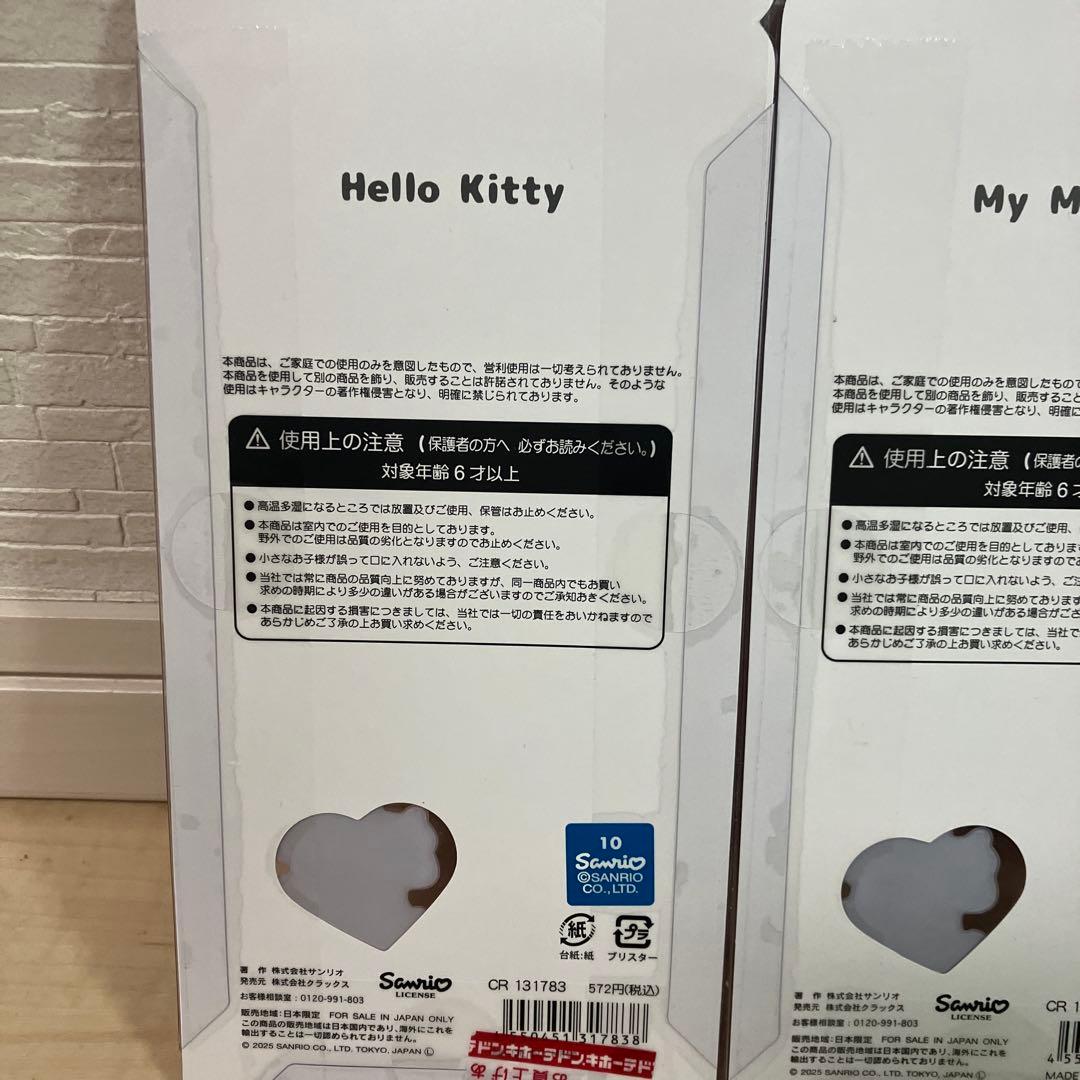 Hello Kitty
本商品は、ご家庭での使用のみを意図したもので、営利使用は一切考えられておりません。
本商品を使用して別の商品を飾り、販売することは許諾されておりません。そのような
使用はキャラクターの著作権侵害となり、明確に禁じられております。
⚠ 使用上の注意 (保護者の方へ 必ずお読みください。)
対象年齢6才以上
●高温多湿になるところでは放置及びご使用、保管はお止めください。
●本商品は室内でのご使用を目的としております。
野外でのご使用は品質の劣化となりますのでお止めください。
●小さなお子様が誤って口に入れないよう、ご注意ください。
●当社では常に商品の品質向上に努めておりますが、同一商品内でもお買い
求めの時期により多少の違いがある場合がございますのでご承知おきください。
●本商品に起因する損害につきましては、当社では一切の責任をおいかねますので
あらかじめご了承の上お買い求めください。
10
Sanrio
©SANRIO
CO.,LTD.
紙
プラ
台紙:紙
ブリスター
著 作 株式会社サンリオ
発売元 株式会社クラックス
お客様相談室:0120-991-803
Sanrio
LICENSE
CR 131783 572円(税込)
販売地域:日本限定 FOR SALE IN JAPAN ONLY
この商品の販売地域は日本国内であり、海外にこれを
輸出することは一切認められておりません。
© 2025 SANRIO CO., LTD. TOKYO, JAPAN Ⓛ
317838
ドン.キホーテドン.キホーテド
お買上げあ
My M
本商品は、ご家庭での使用のみを意図したもので
本商品を使用して別の商品を飾り、販売すること
使用はキャラクターの著作権侵害となり、明確に
⚠ 使用上の注意 (保護者の
対象年齢6才
●高温多湿になるところでは放置及びご使用、
●本商品は室内でのご使用を目的としておりま
野外でのご使用は品質の劣化となりますので
●小さなお子様が誤って口に入れないよう、ご
●当社では常に商品の品質向上に努めております
求めの時期により多少の違いがある場合がござ
●本商品に起因する損害につきましては、当社で
あらかじめご了承の上お買い求めください。
著 作 株式会社サンリオ
発売元 株式会社クラックス
お客様相談室:0120-991-803
Sanrio
LICENSE
CR 1
販売地域:日本限定 FOR SALE IN JAPAN ONLY
この商品の販売地域は日本国内であり、海外にこれを
輸出することは一切認められておりません。
© 2025 SANRIO CO., LTD. TOKYO, JAPAN Ⓛ
MADE